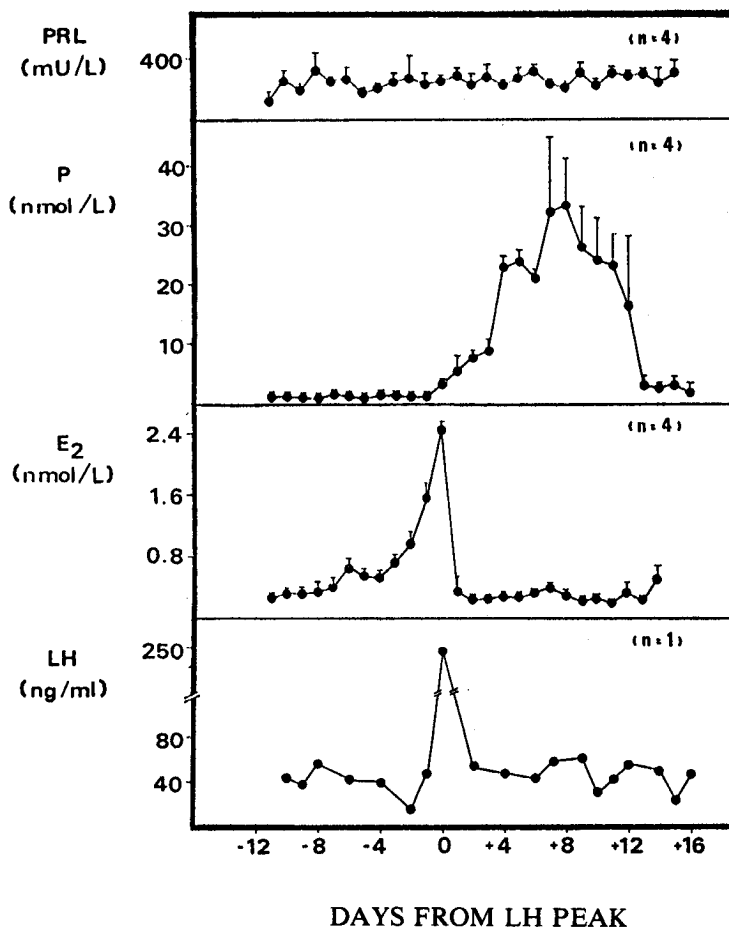 PRL
(mU/L)
400
(n=4)
P
(nmol/L)
40
30
20
10
(n=4)
E2
(nmol/L)
2.4
1.6
0.8
(n=4)
LH
(ng/ml)
250
80
40
(n=1)
-12 -8 -4 0 +4 +8 +12 +16
DAYS FROM LH PEAK